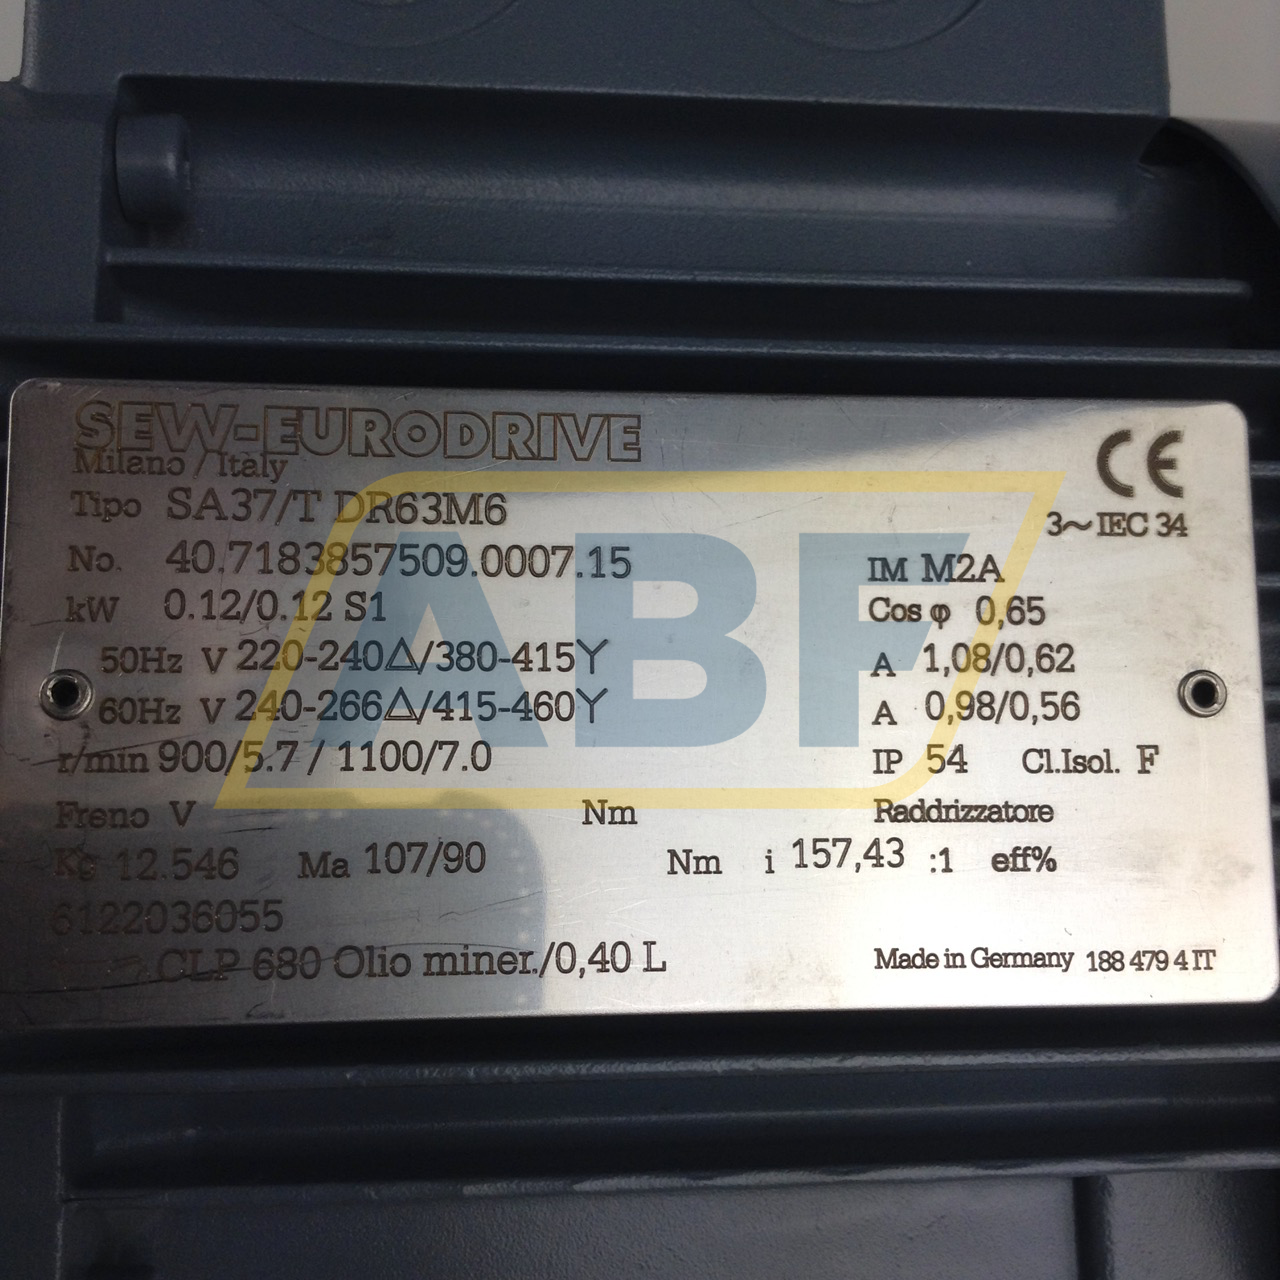 SEW-EURODRIVE
Milano / Italy
Tipo SA37/T DR63M6
3~IEC 34
No. 40.7183857509.0007.15 IM M2A
kW 0.12/0.12 S1 Cos φ 0,65
50Hz V 220-240△/380-415Y A 1,08/0,62
60Hz V 240-266△/415-460Y A 0,98/0,56
r/min 900/5.7 / 1100/7.0 IP 54 Cl.Isol. F
Freno V Nm Raddrizzatore
Kg 12.546 Ma 107/90 Nm i 157,43 :1 eff%
6122036055
CLP 680 Olio miner./0,40 L Made in Germany 188 479 4 IT
CE
ABF